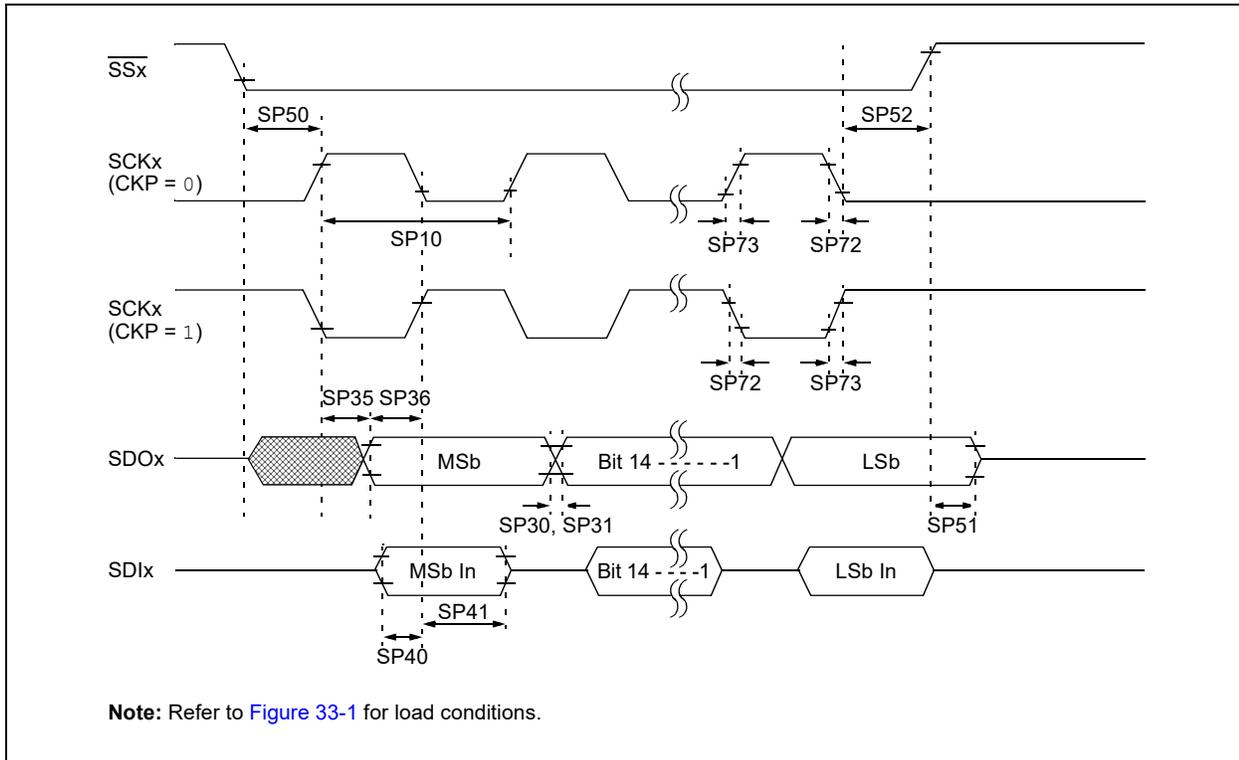 SSx
SP50
SP52
SCKx
(CKP = 0)
SP10
SP73
SP72
SCKx
(CKP = 1)
SP72
SP73
SP35 SP36
SDOx
MSb
Bit 14 - - - - - -1
LSb
SP30, SP31
SP51
SDIx
MSb In
Bit 14 - - - -1
LSb In
SP41
SP40
Note: Refer to Figure 33-1 for load conditions.